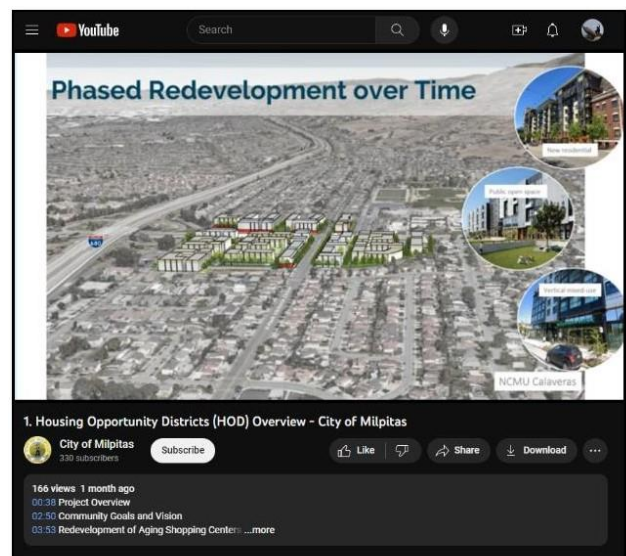 YouTube
Search
Phased Redevelopment over Time
New residential
Public open space
680
Vertical mixed-use
NCMU Calaveras
1. Housing Opportunity Districts (HOD) Overview - City of Milpitas
City of Milpitas
330 subscribers
Subscribe
Like
Share
Download
166 views 1 month ago
00:38 Project Overview
02:50 Community Goals and Vision
03:53 Redevelopment of Aging Shopping Centers ...more